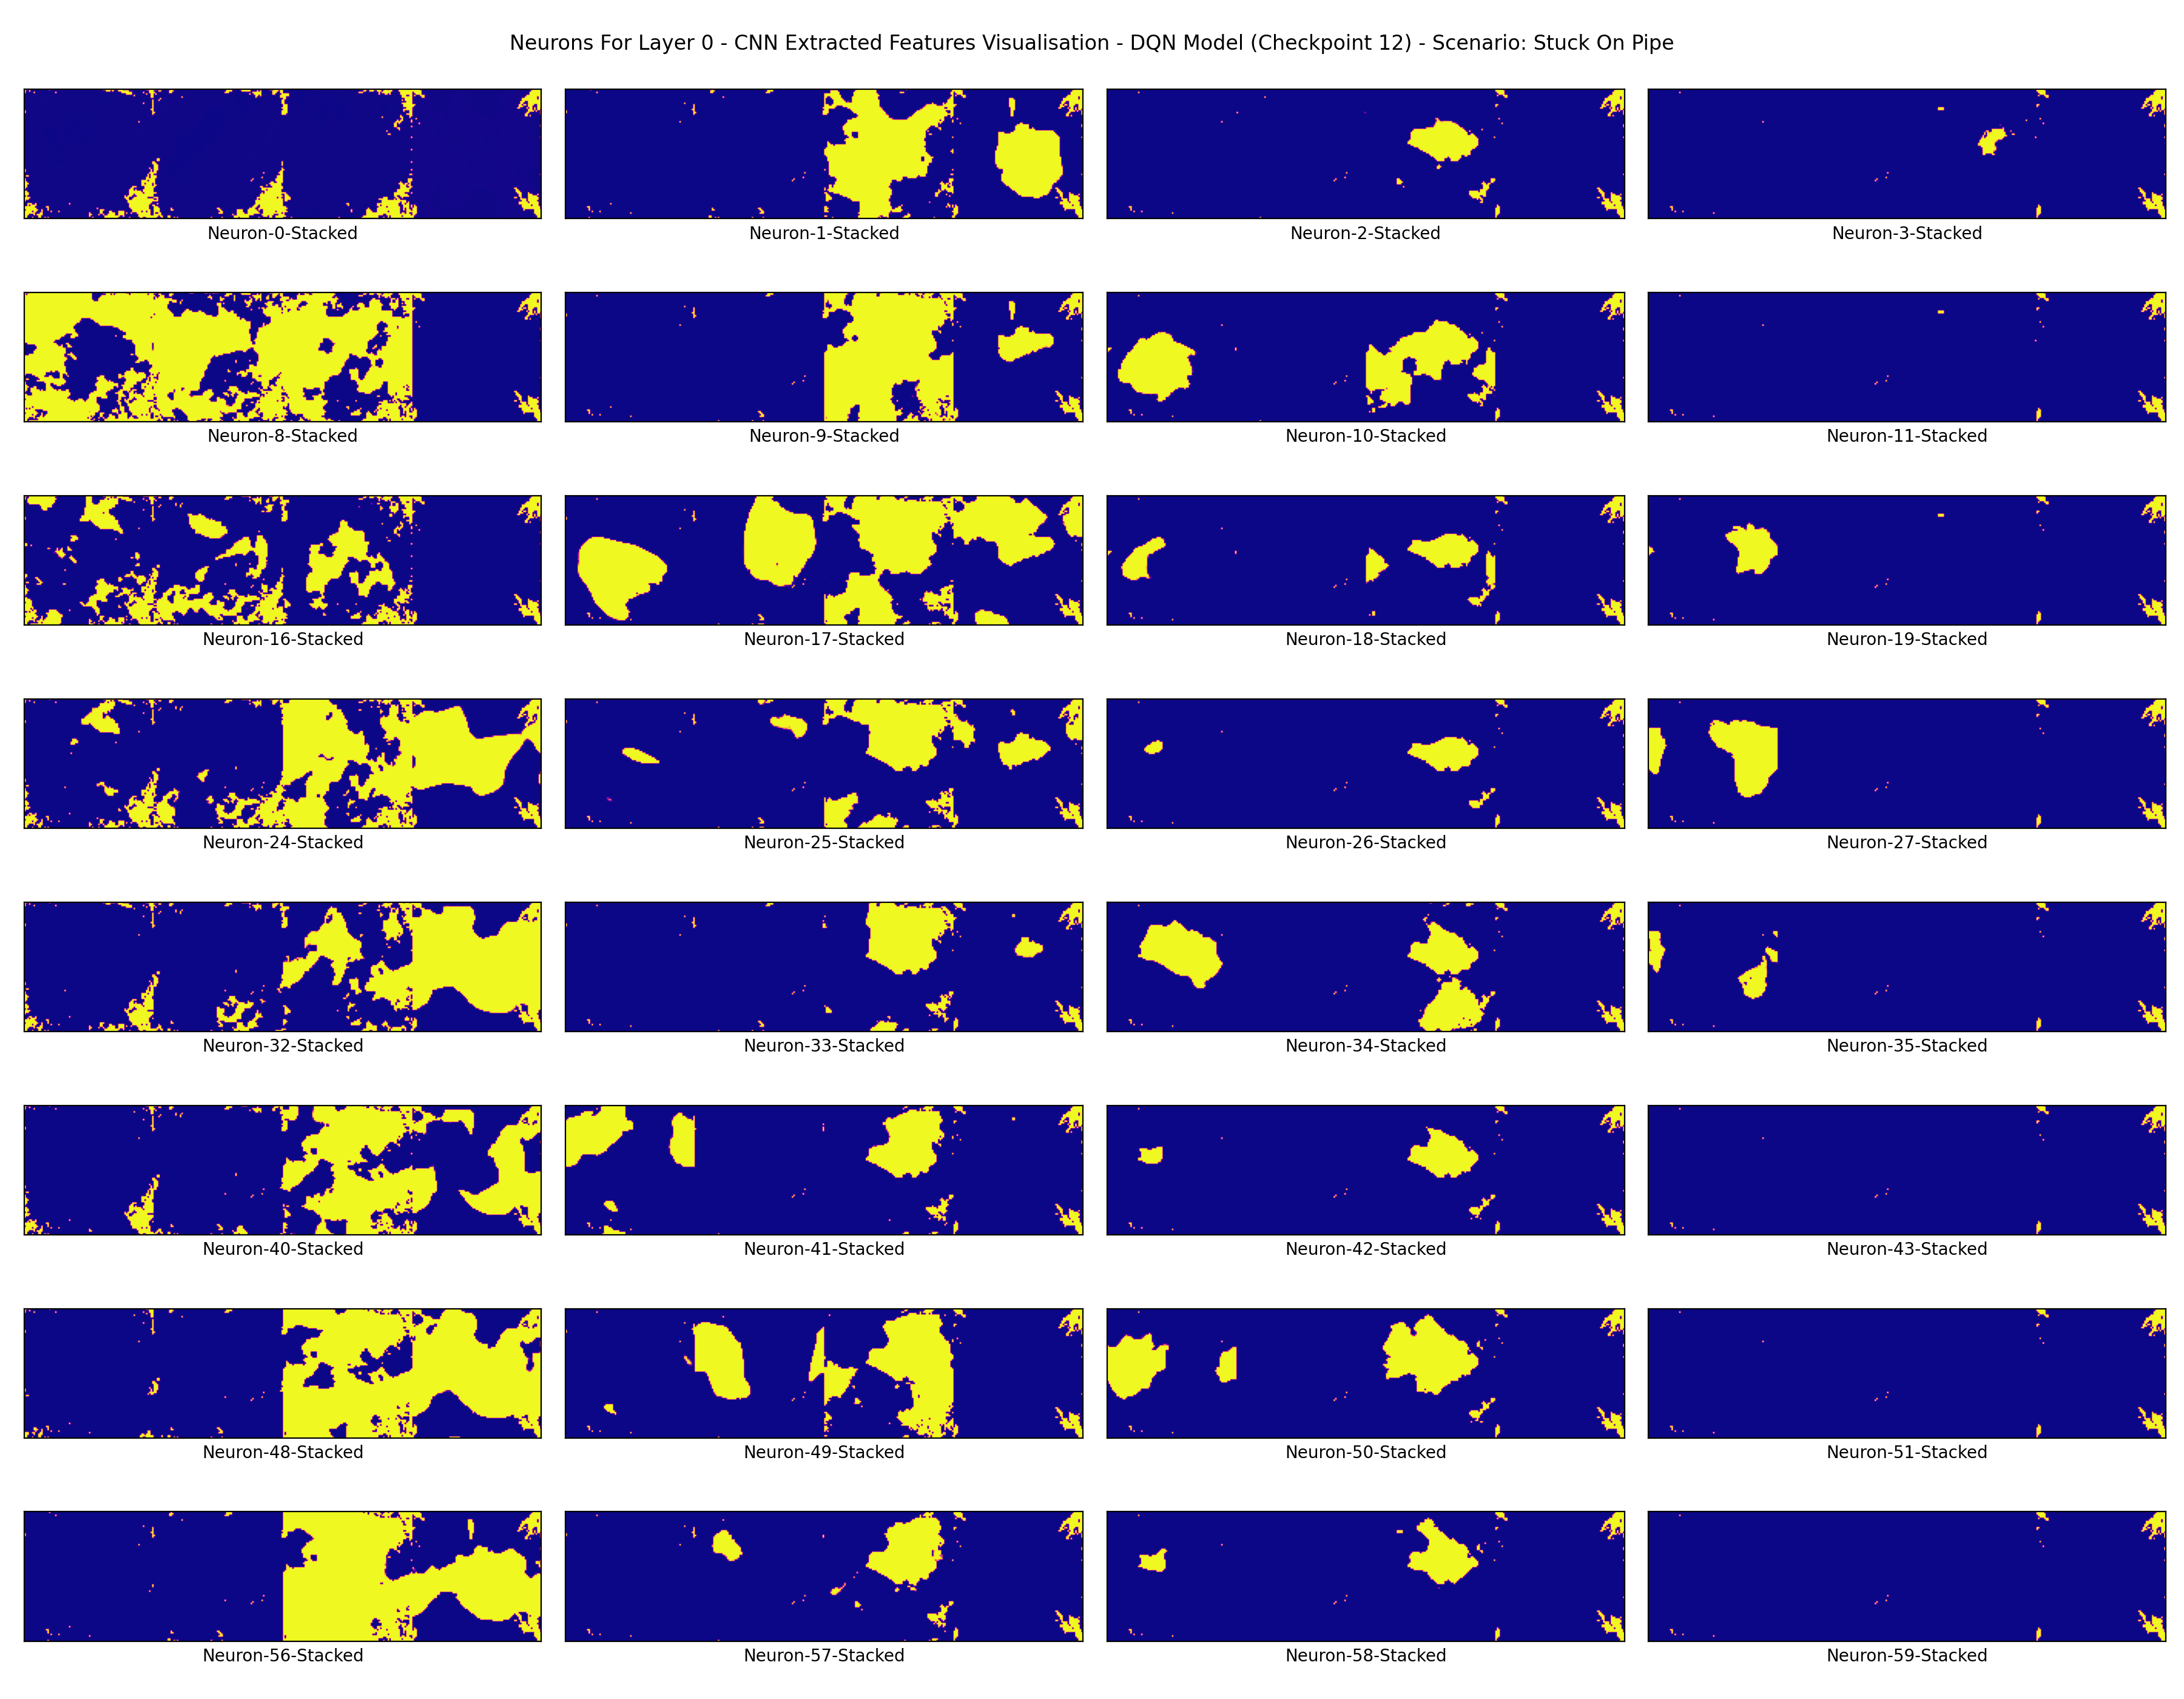 Neurons For Layer 0 - CNN Extracted Features Visualisation - DQN Model (Checkpoint 12) - Scenario: Stuck On Pipe
Neuron-0-Stacked
Neuron-1-Stacked
Neuron-2-Stacked
Neuron-3-Stacked
Neuron-8-Stacked
Neuron-9-Stacked
Neuron-10-Stacked
Neuron-11-Stacked
Neuron-16-Stacked
Neuron-17-Stacked
Neuron-18-Stacked
Neuron-19-Stacked
Neuron-24-Stacked
Neuron-25-Stacked
Neuron-26-Stacked
Neuron-27-Stacked
Neuron-32-Stacked
Neuron-33-Stacked
Neuron-34-Stacked
Neuron-35-Stacked
Neuron-40-Stacked
Neuron-41-Stacked
Neuron-42-Stacked
Neuron-43-Stacked
Neuron-48-Stacked
Neuron-49-Stacked
Neuron-50-Stacked
Neuron-51-Stacked
Neuron-56-Stacked
Neuron-57-Stacked
Neuron-58-Stacked
Neuron-59-Stacked